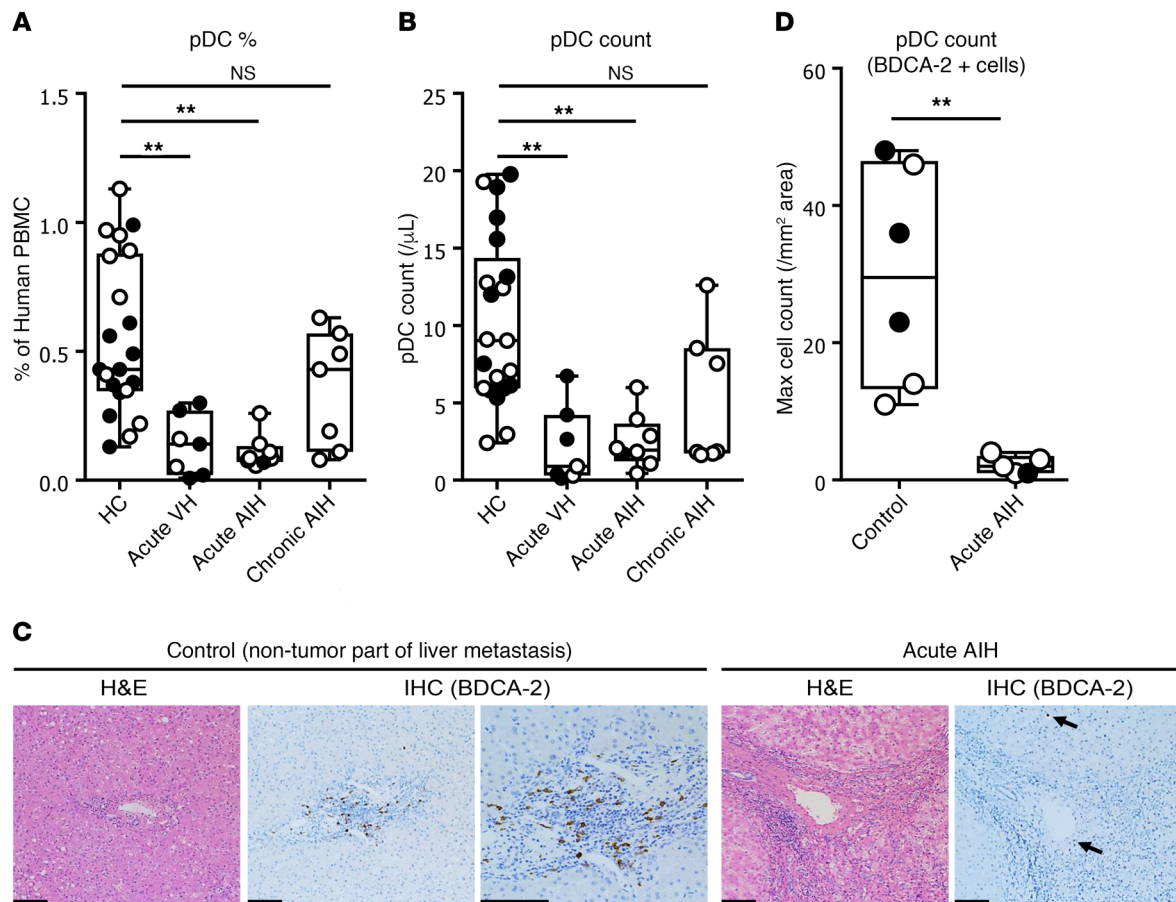 A
pDC %
NS
**
**
1.5
1.0
0.5
0.0
% of Human PBMC
HC
Acute VH
Acute AIH
Chronic AIH
B
pDC count
NS
**
**
25
20
15
10
5
0
pDC count (/μL)
HC
Acute VH
Acute AIH
Chronic AIH
D
pDC count
(BDCA-2 + cells)
**
60
40
20
0
Max cell count (/mm² area)
Control
Acute AIH
C
Control (non-tumor part of liver metastasis)
H&E
IHC (BDCA-2)
Acute AIH
H&E
IHC (BDCA-2)